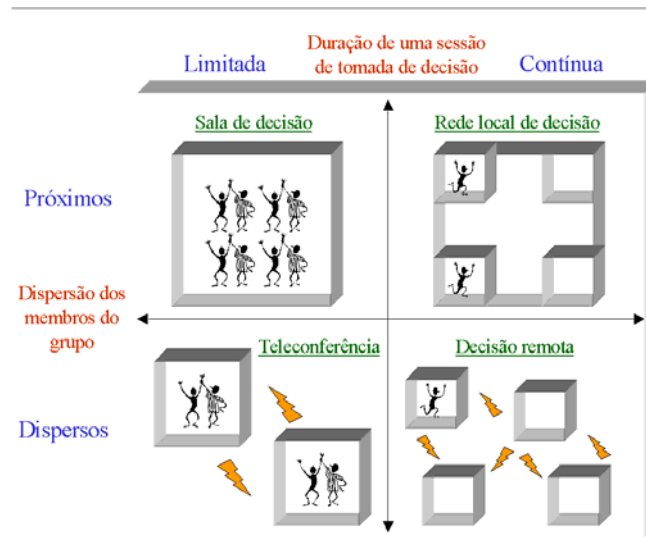 Limitada
Duração de uma sessão
de tomada de decisão
Contínua
Sala de decisão
Rede local de decisão
Próximos
Dispersão dos
membros do
grupo
Teleconferência
Decisão remota
Dispersos